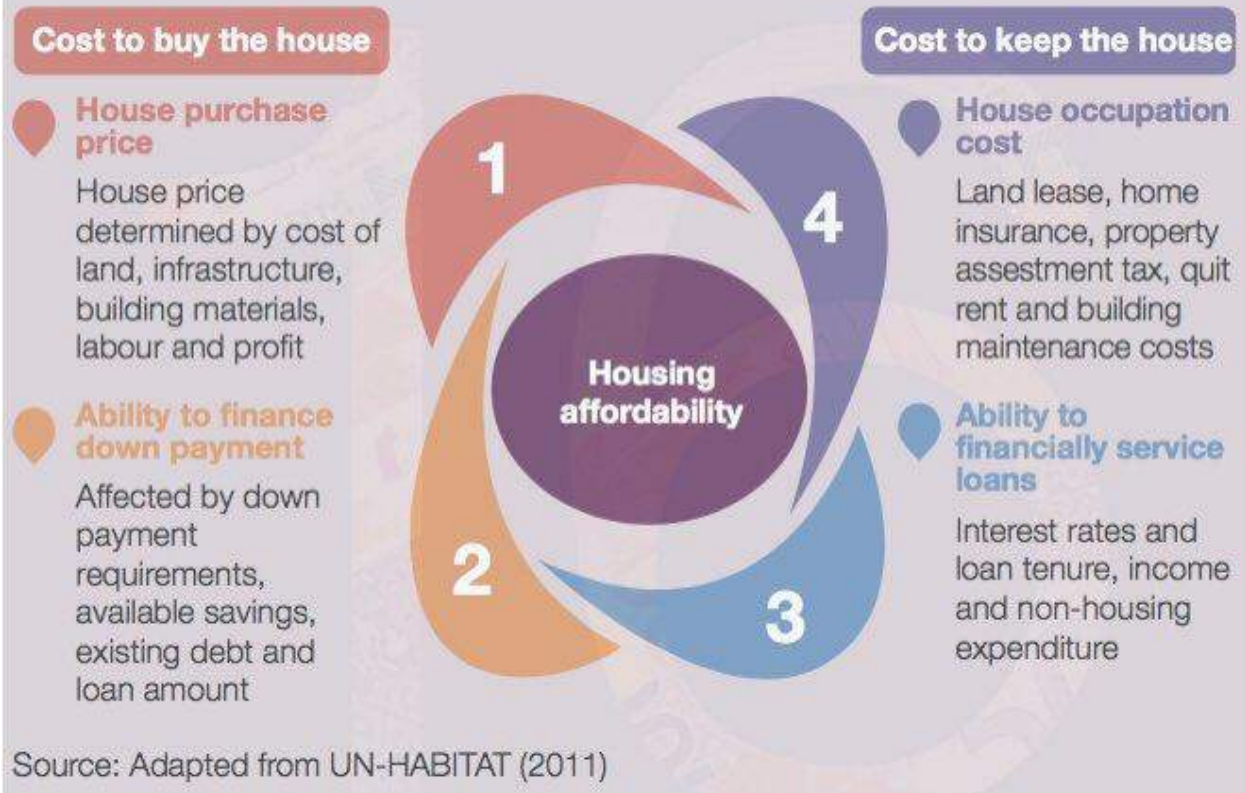 Cost to buy the house
House purchase
price
House price
determined by cost of
land, infrastructure,
building materials,
labour and profit
Ability to finance
down payment
Affected by down
payment
requirements,
available savings,
existing debt and
loan amount
1
2
3
4
Housing
affordability
Cost to keep the house
House occupation
cost
Land lease, home
insurance, property
assestment tax, quit
rent and building
maintenance costs
Ability to
financially service
loans
Interest rates and
loan tenure, income
and non-housing
expenditure
Source: Adapted from UN-HABITAT (2011)